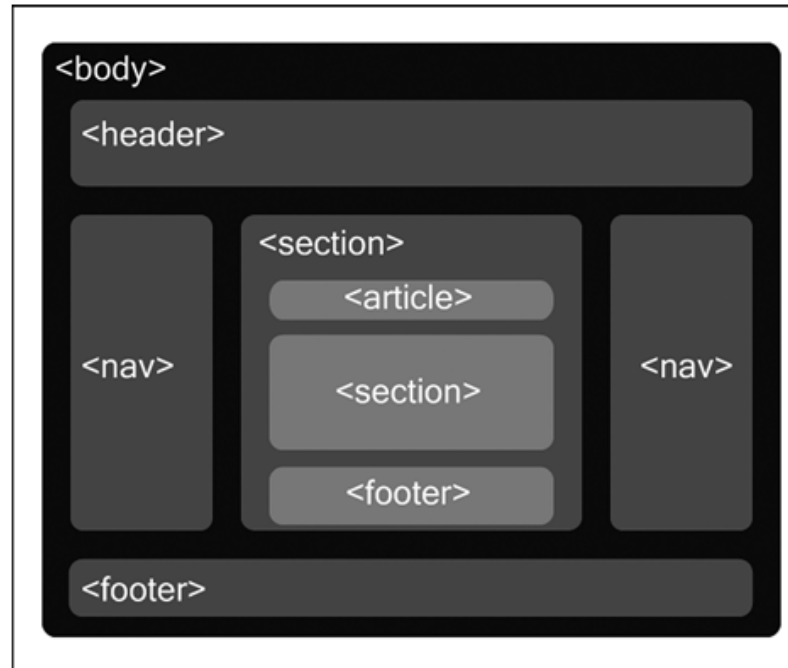 <body>
<header>
<section>
<article>
<nav>
<section>
<nav>
<footer>
<footer>